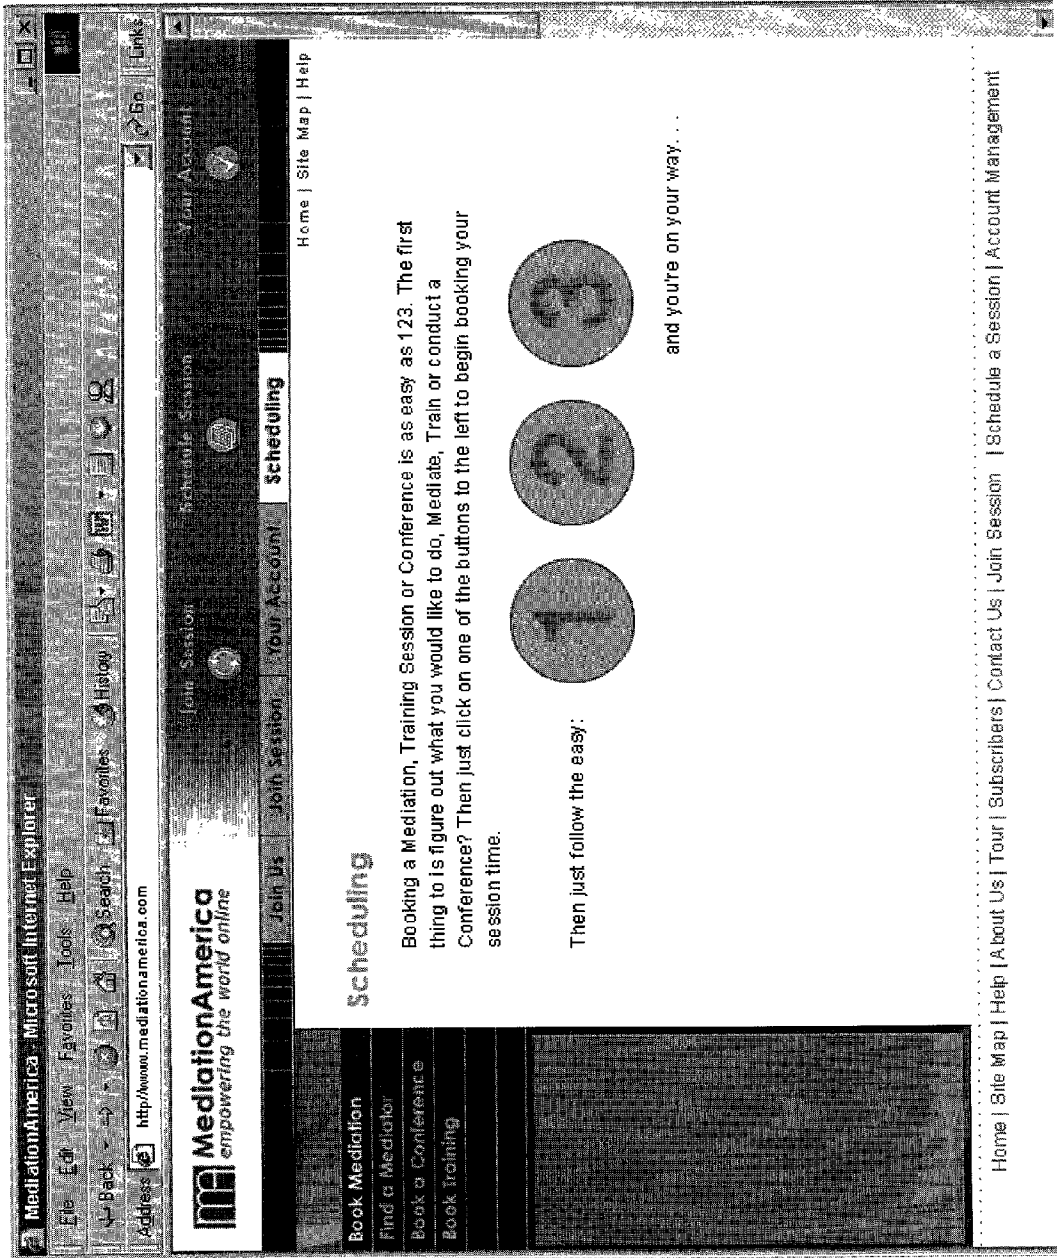 MediationAmerica - Microsoft Internet Explorer
File Edit View Favorites Tools Help
Back Search Favorites History
Address http://www.mediationamerica.com Go Links
MediationAmerica
empowering the world online
Join Session Schedule Session Your Account
Join Us Join Session Your Account Scheduling
Home | Site Map | Help
Book Mediation
Find a Mediator
Book a Conference
Book Training
Scheduling
Booking a Mediation, Training Session or Conference is as easy as 123. The first
thing to is figure out what you would like to do, Mediate, Train or conduct a
Conference? Then just click on one of the buttons to the left to begin booking your
session time.
Then just follow the easy:
1 2 3
and you're on your way. . .
Home | Site Map | Help | About Us | Tour | Subscribers | Contact Us | Join Session | Schedule a Session | Account Management